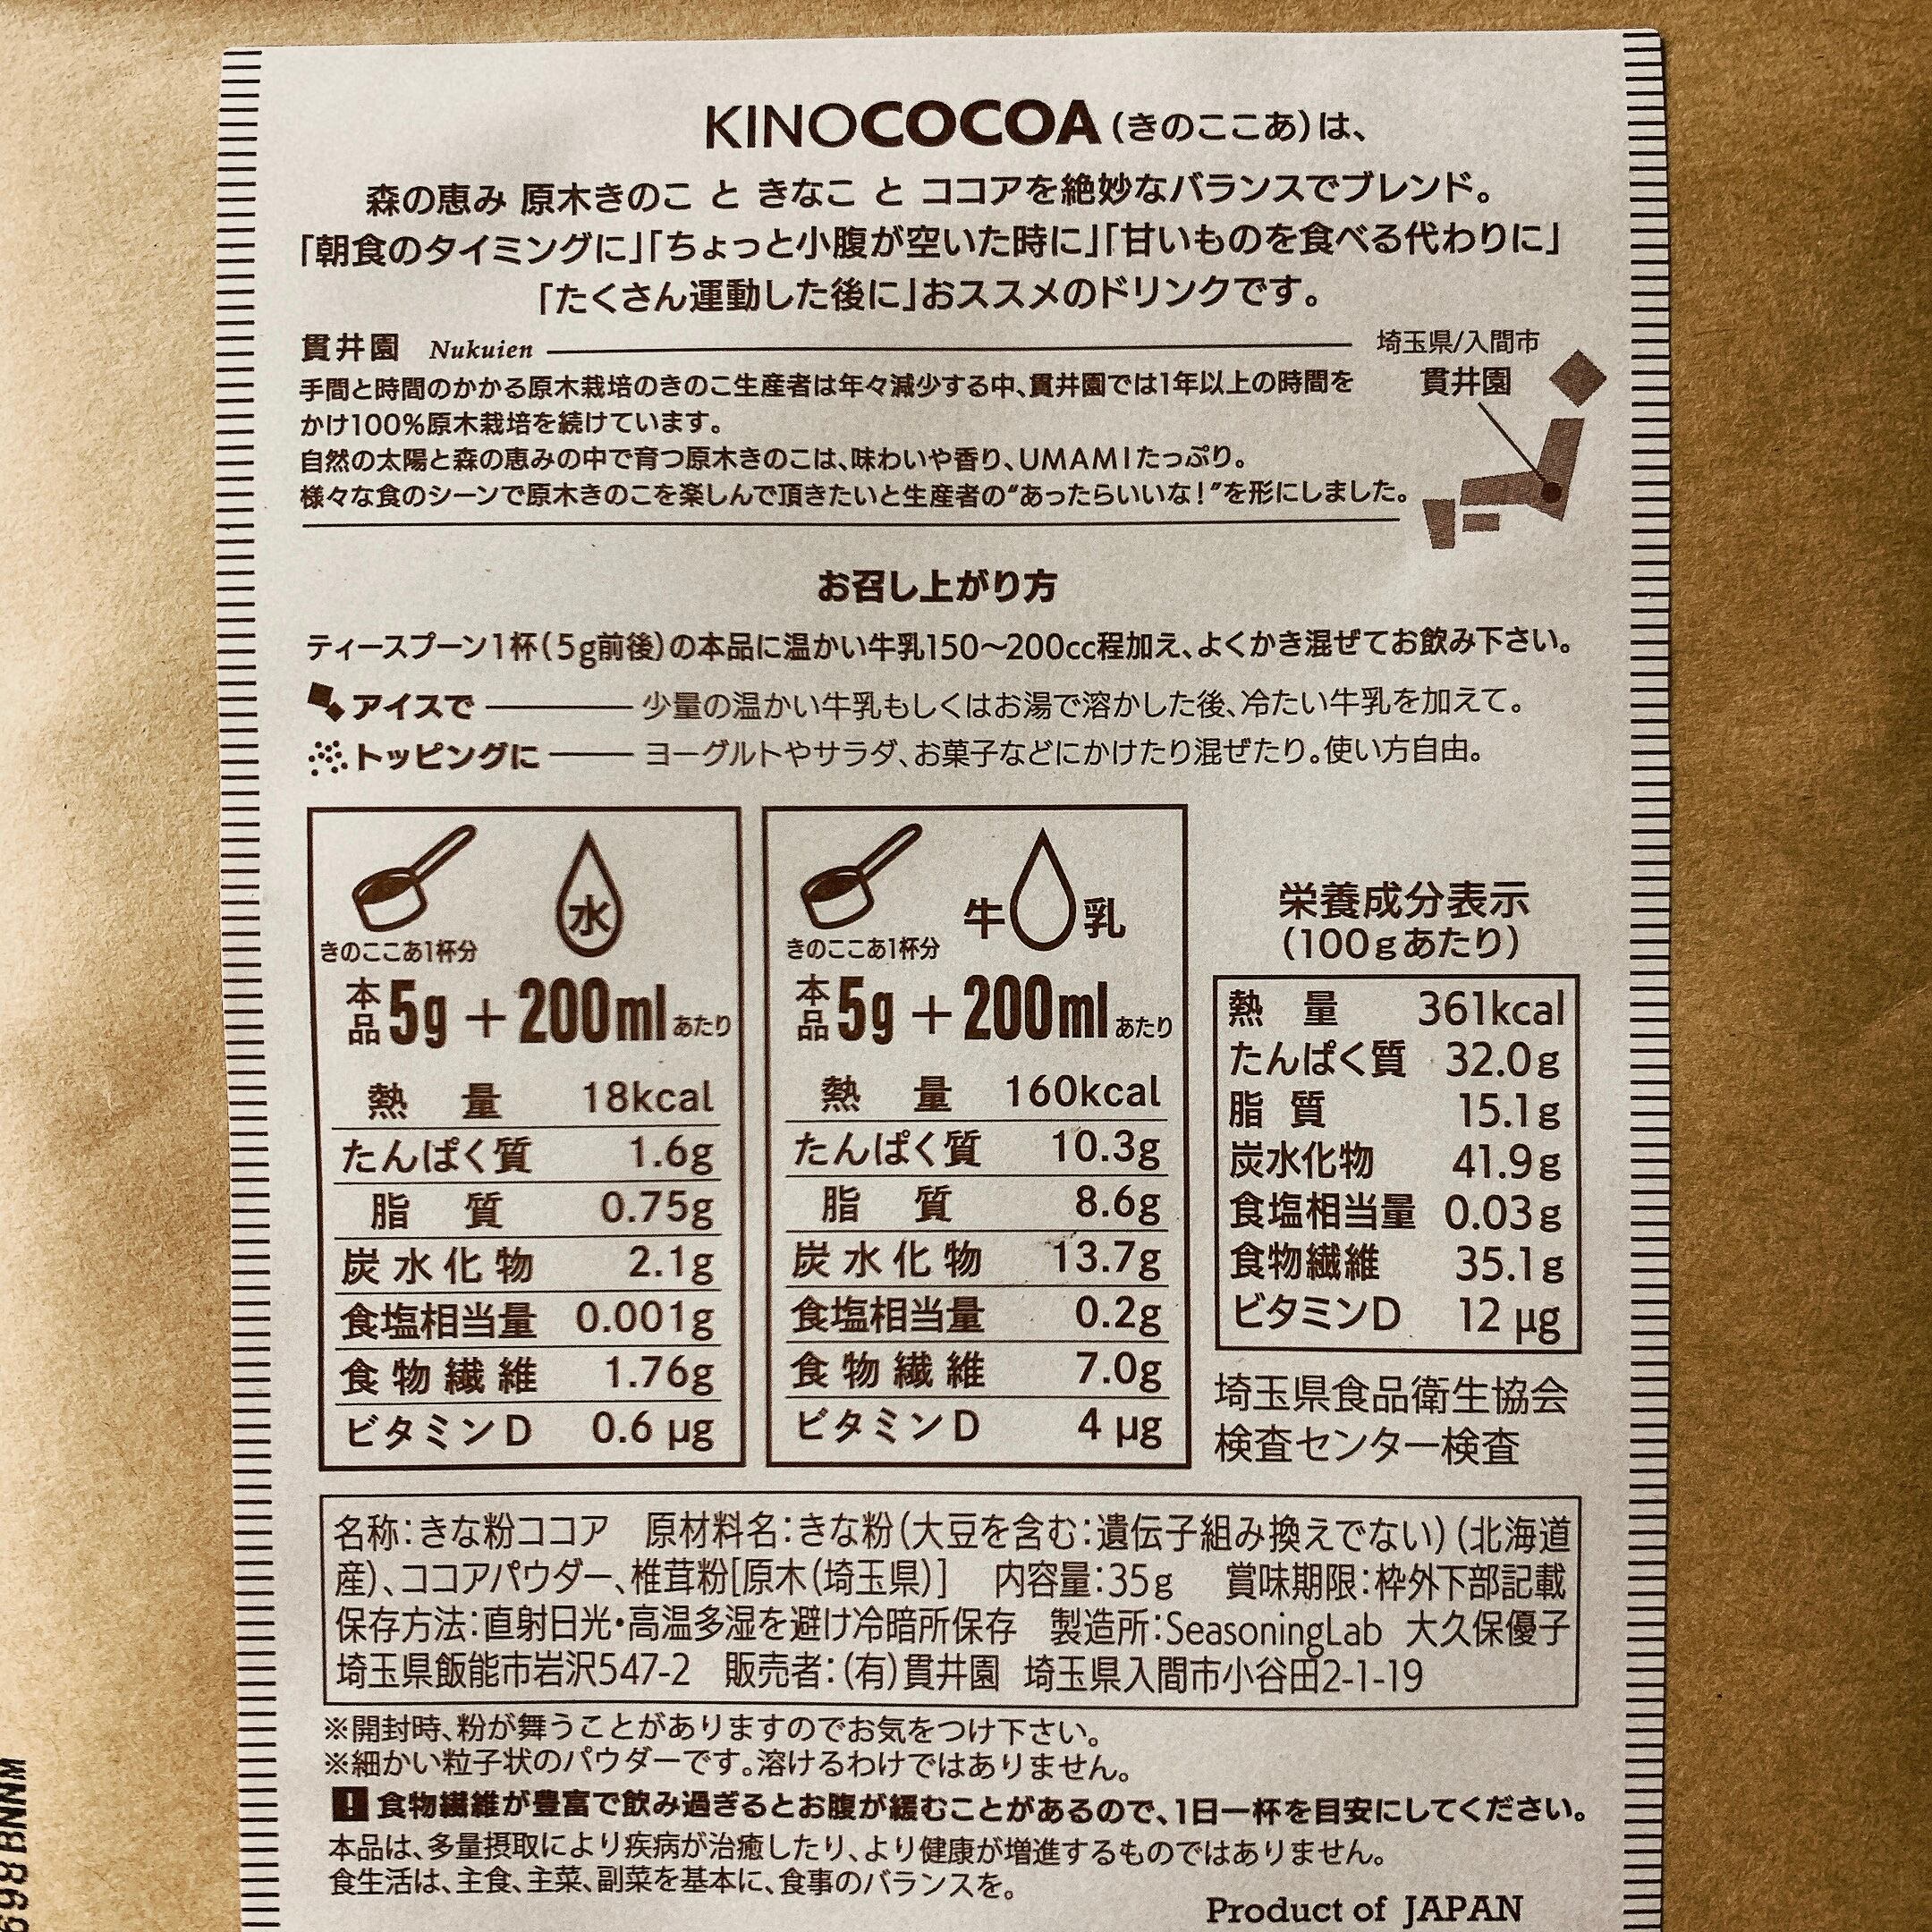 KINOCOCOA(きのここあ)は、
森の恵み 原木きのこ と きなこ と ココアを絶妙なバランスでブレンド。
「朝食のタイミングに」「ちょっと小腹が空いた時に」「甘いものを食べる代わりに」
「たくさん運動した後に」おススメのドリンクです。
貫井園 Nukuien
埼玉県/入間市
貫井園
手間と時間のかかる原木栽培のきのこ生産者は年々減少する中、貫井園では1年以上の時間を
かけ100%原木栽培を続けています。
自然の太陽と森の恵みの中で育つ原木きのこは、味わいや香り、UMAMIたっぷり。
様々な食のシーンで原木きのこを楽しんで頂きたいと生産者の“あったらいいな!”を形にしました。
お召し上がり方
ティースプーン1杯(5g前後)の本品に温かい牛乳150〜200cc程加え、よくかき混ぜてお飲み下さい。
アイスで 少量の温かい牛乳もしくはお湯で溶かした後、冷たい牛乳を加えて。
トッピングに ヨーグルトやサラダ、お菓子などにかけたり混ぜたり。使い方自由。
水
きのここあ1杯分
本品5g+200mlあたり
熱量 18kcal
たんぱく質 1.6g
脂質 0.75g
炭水化物 2.1g
食塩相当量 0.001g
食物繊維 1.76g
ビタミンD 0.6μg
牛乳
きのここあ1杯分
本品5g+200mlあたり
熱量 160kcal
たんぱく質 10.3g
脂質 8.6g
炭水化物 13.7g
食塩相当量 0.2g
食物繊維 7.0g
ビタミンD 4μg
栄養成分表示
(100gあたり)
熱量 361kcal
たんぱく質 32.0g
脂質 15.1g
炭水化物 41.9g
食塩相当量 0.03g
食物繊維 35.1g
ビタミンD 12μg
埼玉県食品衛生協会
検査センター検査
名称:きな粉ココア 原材料名:きな粉(大豆を含む:遺伝子組み換えでない)(北海道
産)、ココアパウダー、椎茸粉[原木(埼玉県)] 内容量:35g 賞味期限:枠外下部記載
保存方法:直射日光・高温多湿を避け冷暗所保存 製造所:SeasoningLab 大久保優子
埼玉県飯能市岩沢547-2 販売者:(有)貫井園 埼玉県入間市小谷田2-1-19
※開封時、粉が舞うことがありますのでお気をつけ下さい。
※細かい粒子状のパウダーです。溶けるわけではありません。
! 食物繊維が豊富で飲み過ぎるとお腹が緩むことがあるので、1日一杯を目安にしてください。
本品は、多量摂取により疾病が治癒したり、より健康が増進するものではありません。
食生活は、主食、主菜、副菜を基本に、食事のバランスを。
Product of JAPAN